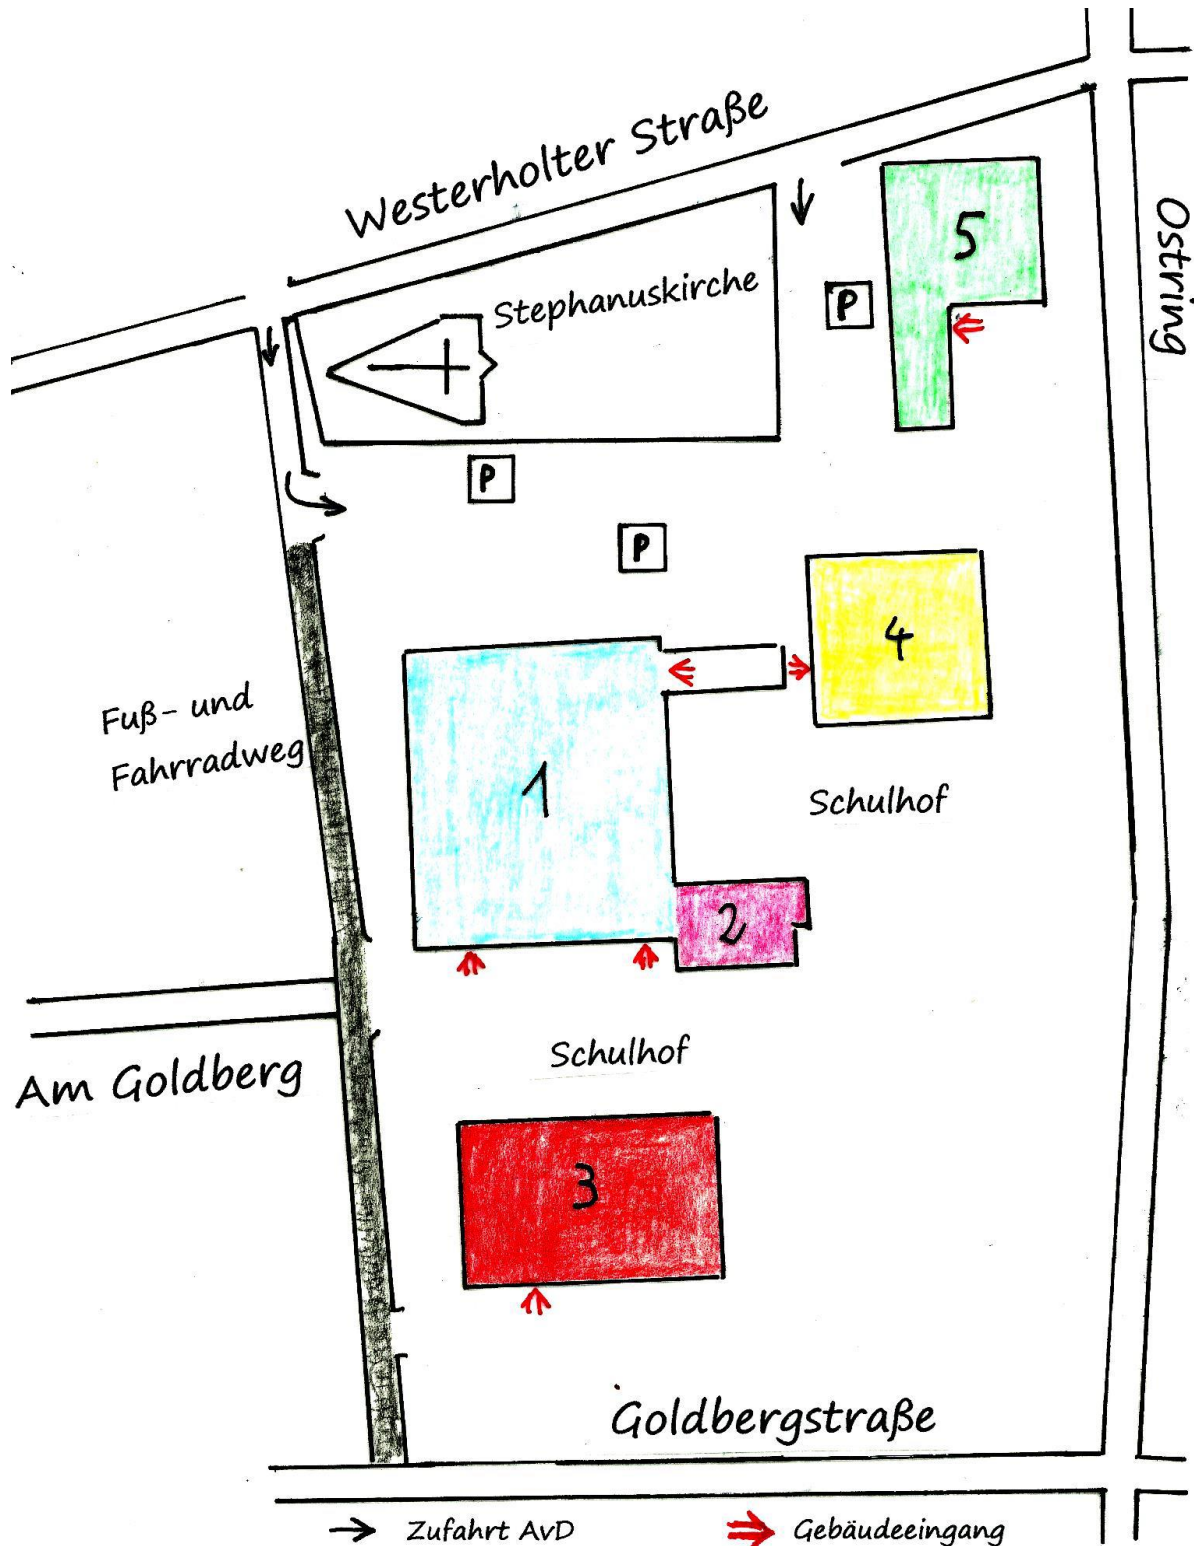 Westerholter Straße
Ostring
5
Stephanuskirche
P
P
P
4
Fuß- und
Fahrradweg
1
Schulhof
2
Schulhof
Am Goldberg
3
Goldbergstraße
Zufahrt AvD
Gebäudeeingang